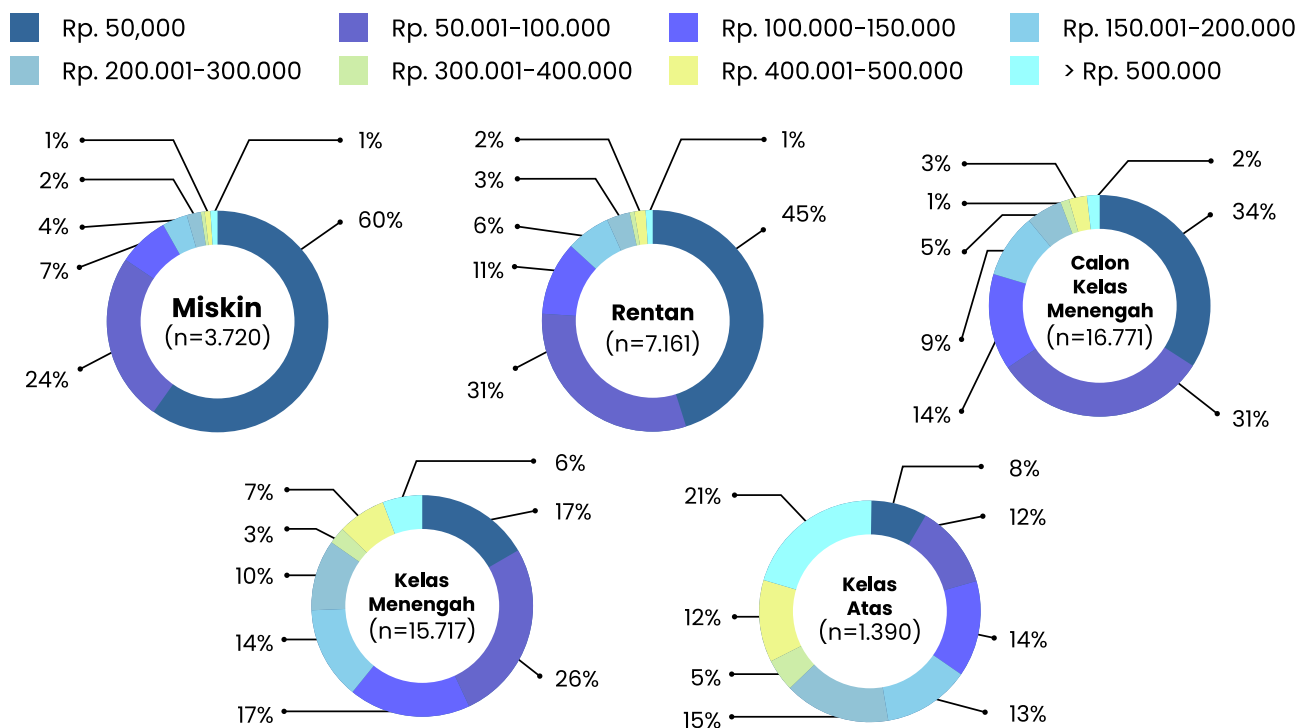 Rp. 50,000
Rp. 50.001-100.000
Rp. 100.000-150.000
Rp. 150.001-200.000
Rp. 200.001-300.000
Rp. 300.001-400.000
Rp. 400.001-500.000
> Rp. 500.000
1%
1%
2%
4%
60%
7%
24%
Miskin
(n=3.720)
2%
1%
3%
6%
45%
11%
31%
Rentan
(n=7.161)
3%
2%
1%
34%
5%
9%
14%
31%
Calon
Kelas
Menengah
(n=16.771)
6%
7%
17%
3%
10%
14%
17%
26%
Kelas
Menengah
(n=15.717)
8%
21%
12%
12%
14%
5%
15%
13%
Kelas
Atas
(n=1.390)